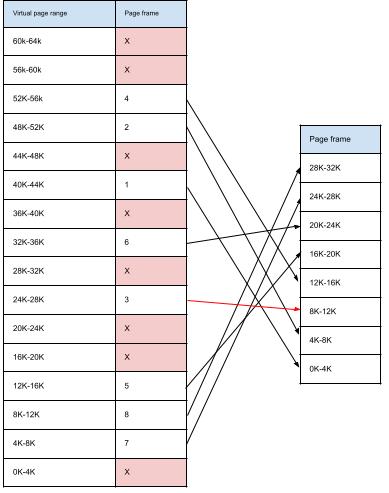 Virtual page range Page frame
60k-64k X
56k-60k X
52K-56k 4
48K-52K 2
44K-48K X
40K-44K 1
36K-40K X
32K-36K 6
28K-32K X
24K-28K 3
20K-24K X
16K-20K X
12K-16K 5
8K-12K 8
4K-8K 7
0K-4K X
Page frame
28K-32K
24K-28K
20K-24K
16K-20K
12K-16K
8K-12K
4K-8K
0K-4K